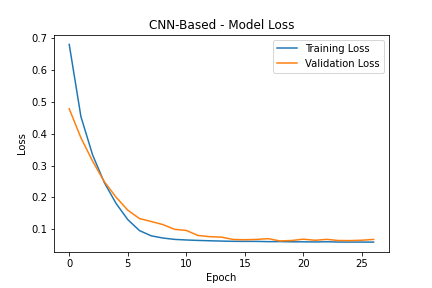 CNN-Based - Model Loss
Training Loss
Validation Loss
Loss
0.7
0.6
0.5
0.4
0.3
0.2
0.1
0 5 10 15 20 25
Epoch